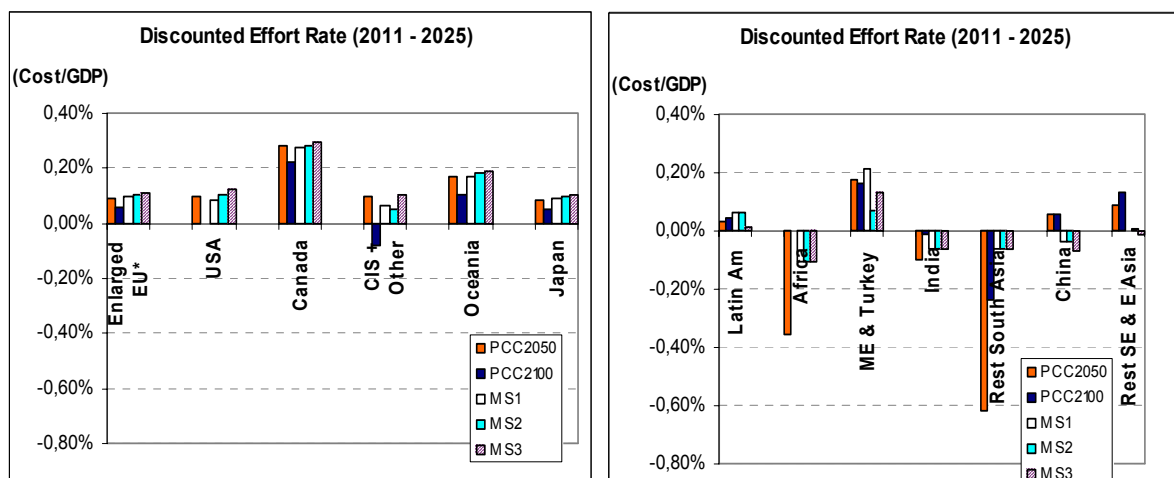 Discounted Effort Rate (2011 - 2025)
(Cost/GDP)
0,40%
0,20%
0,00%
-0,20%
-0,40%
-0,60%
-0,80%
Enlarged
EU*
USA
Canada
CIS +
Other
Oceania
Japan
PCC2050
PCC2100
MS1
MS2
MS3
Discounted Effort Rate (2011 - 2025)
(Cost/GDP)
0,40%
0,20%
0,00%
-0,20%
-0,40%
-0,60%
-0,80%
Latin Am
Africa
ME & Turkey
India
Rest South Asia
China
Rest SE & E Asia
PCC2050
PCC2100
MS1
MS2
MS3